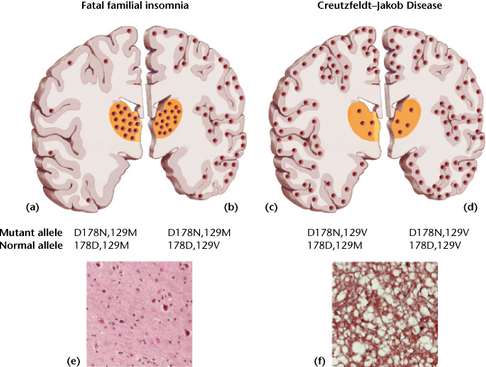 Fatal familial insomnia
Creutzfeldt–Jakob Disease
(a)
(b)
(c)
(d)
Mutant allele D178N,129M D178N,129M D178N,129V D178N,129V
Normal allele 178D,129M 178D,129V 178D,129M 178D,129V
(e)
(f)